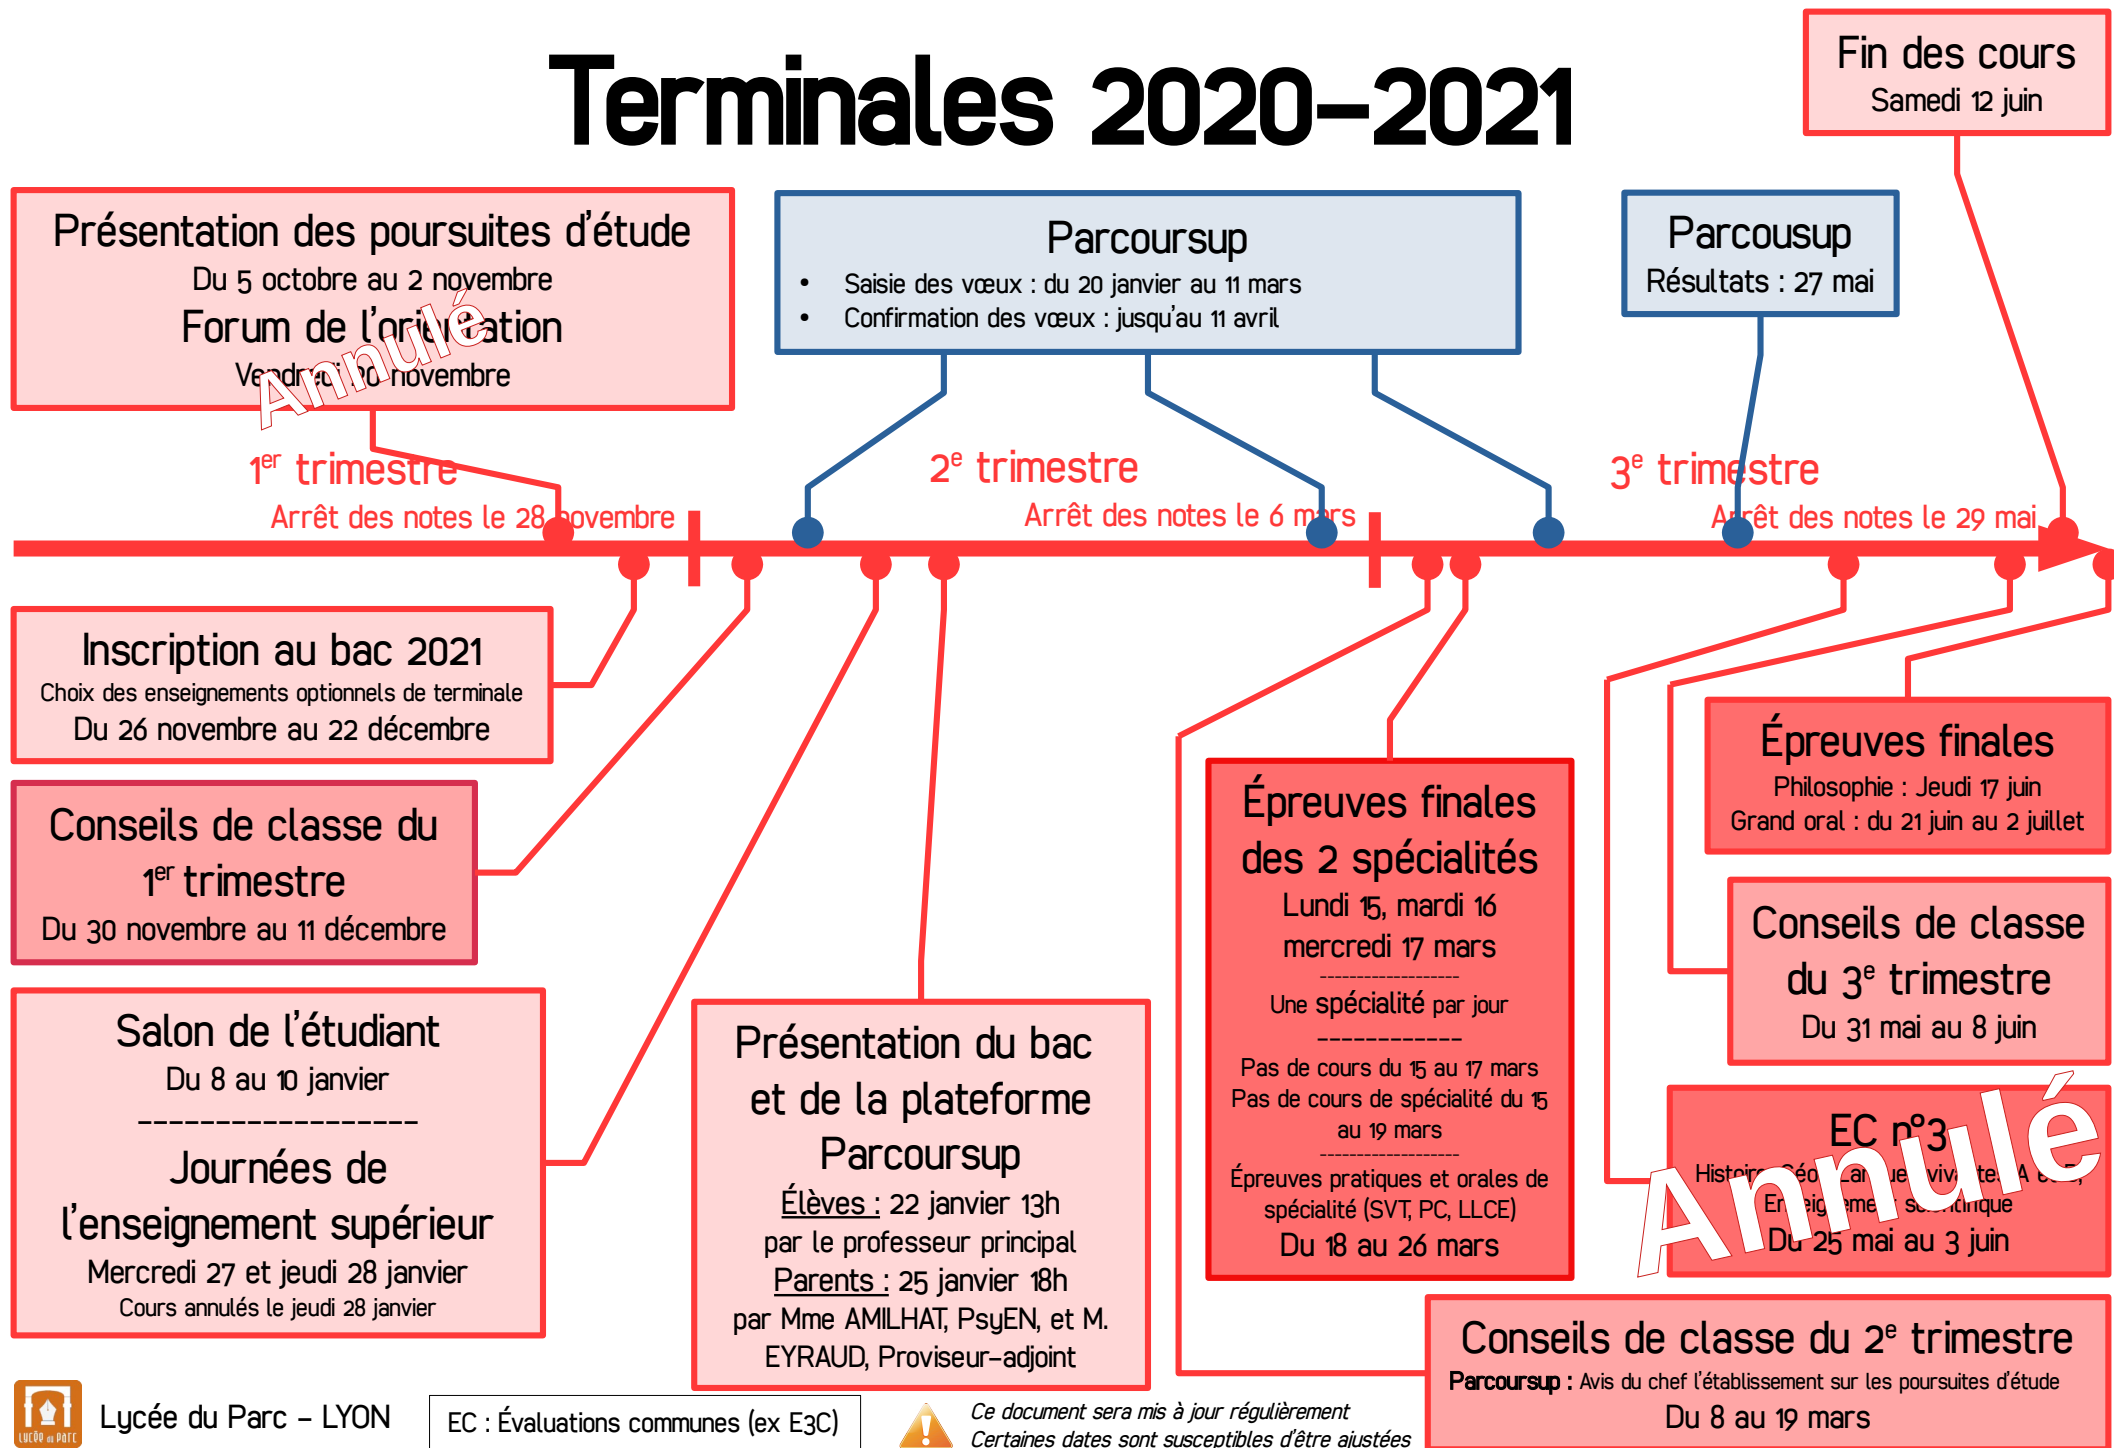 Terminales 2020-2021
Fin des cours
Samedi 12 juin
Présentation des poursuites d'étude
Du 5 octobre au 2 novembre
Forum de l'orientation
Vendredi 20 novembre
Annulé
Parcoursup
• Saisie des vœux : du 20 janvier au 11 mars
• Confirmation des vœux : jusqu'au 11 avril
Parcousup
Résultats : 27 mai
1er trimestre
Arrêt des notes le 28 novembre
2e trimestre
Arrêt des notes le 6 mars
3e trimestre
Arrêt des notes le 29 mai
Inscription au bac 2021
Choix des enseignements optionnels de terminale
Du 26 novembre au 22 décembre
Conseils de classe du
1er trimestre
Du 30 novembre au 11 décembre
Salon de l'étudiant
Du 8 au 10 janvier
------------------
Journées de
l'enseignement supérieur
Mercredi 27 et jeudi 28 janvier
Cours annulés le jeudi 28 janvier
Présentation du bac
et de la plateforme
Parcoursup
Élèves : 22 janvier 13h
par le professeur principal
Parents : 25 janvier 18h
par Mme AMILHAT, PsyEN, et M.
EYRAUD, Proviseur-adjoint
Épreuves finales
des 2 spécialités
Lundi 15, mardi 16
mercredi 17 mars
-------------------
Une spécialité par jour
------------
Pas de cours du 15 au 17 mars
Pas de cours de spécialité du 15
au 19 mars
-------------------
Épreuves pratiques et orales de
spécialité (SVT, PC, LLCE)
Du 18 au 26 mars
Épreuves finales
Philosophie : Jeudi 17 juin
Grand oral : du 21 juin au 2 juillet
Conseils de classe
du 3e trimestre
Du 31 mai au 8 juin
EC n°3
Histoire Géo, Langues vivantes A et B,
Enseignement scientifique
Du 25 mai au 3 juin
Annulé
Conseils de classe du 2e trimestre
Parcoursup : Avis du chef l'établissement sur les poursuites d'étude
Du 8 au 19 mars
LYCÉE DU PARC
Lycée du Parc - LYON
EC : Évaluations communes (ex E3C)
Ce document sera mis à jour régulièrement
Certaines dates sont susceptibles d'être ajustées